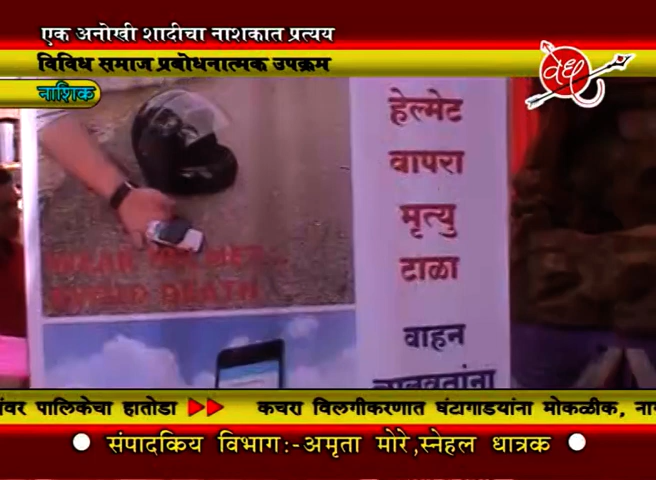 एक अनोखी शादीचा नाशकात प्रत्यय
विविध समाज प्रबोधनात्मक उपक्रम
वेध
नाशिक
हेल्मेट
वापरा
मृत्यु
टाळा
WEAR HELMET
AVOID DEATH
वाहन
चालवतांना
ंवर पालिकेचा हातोडा
कचरा विलगीकरणात घंटागाडयांना मोकळीक, ना
संपादकिय विभाग:-अमृता मोरे,स्नेहल धात्रक